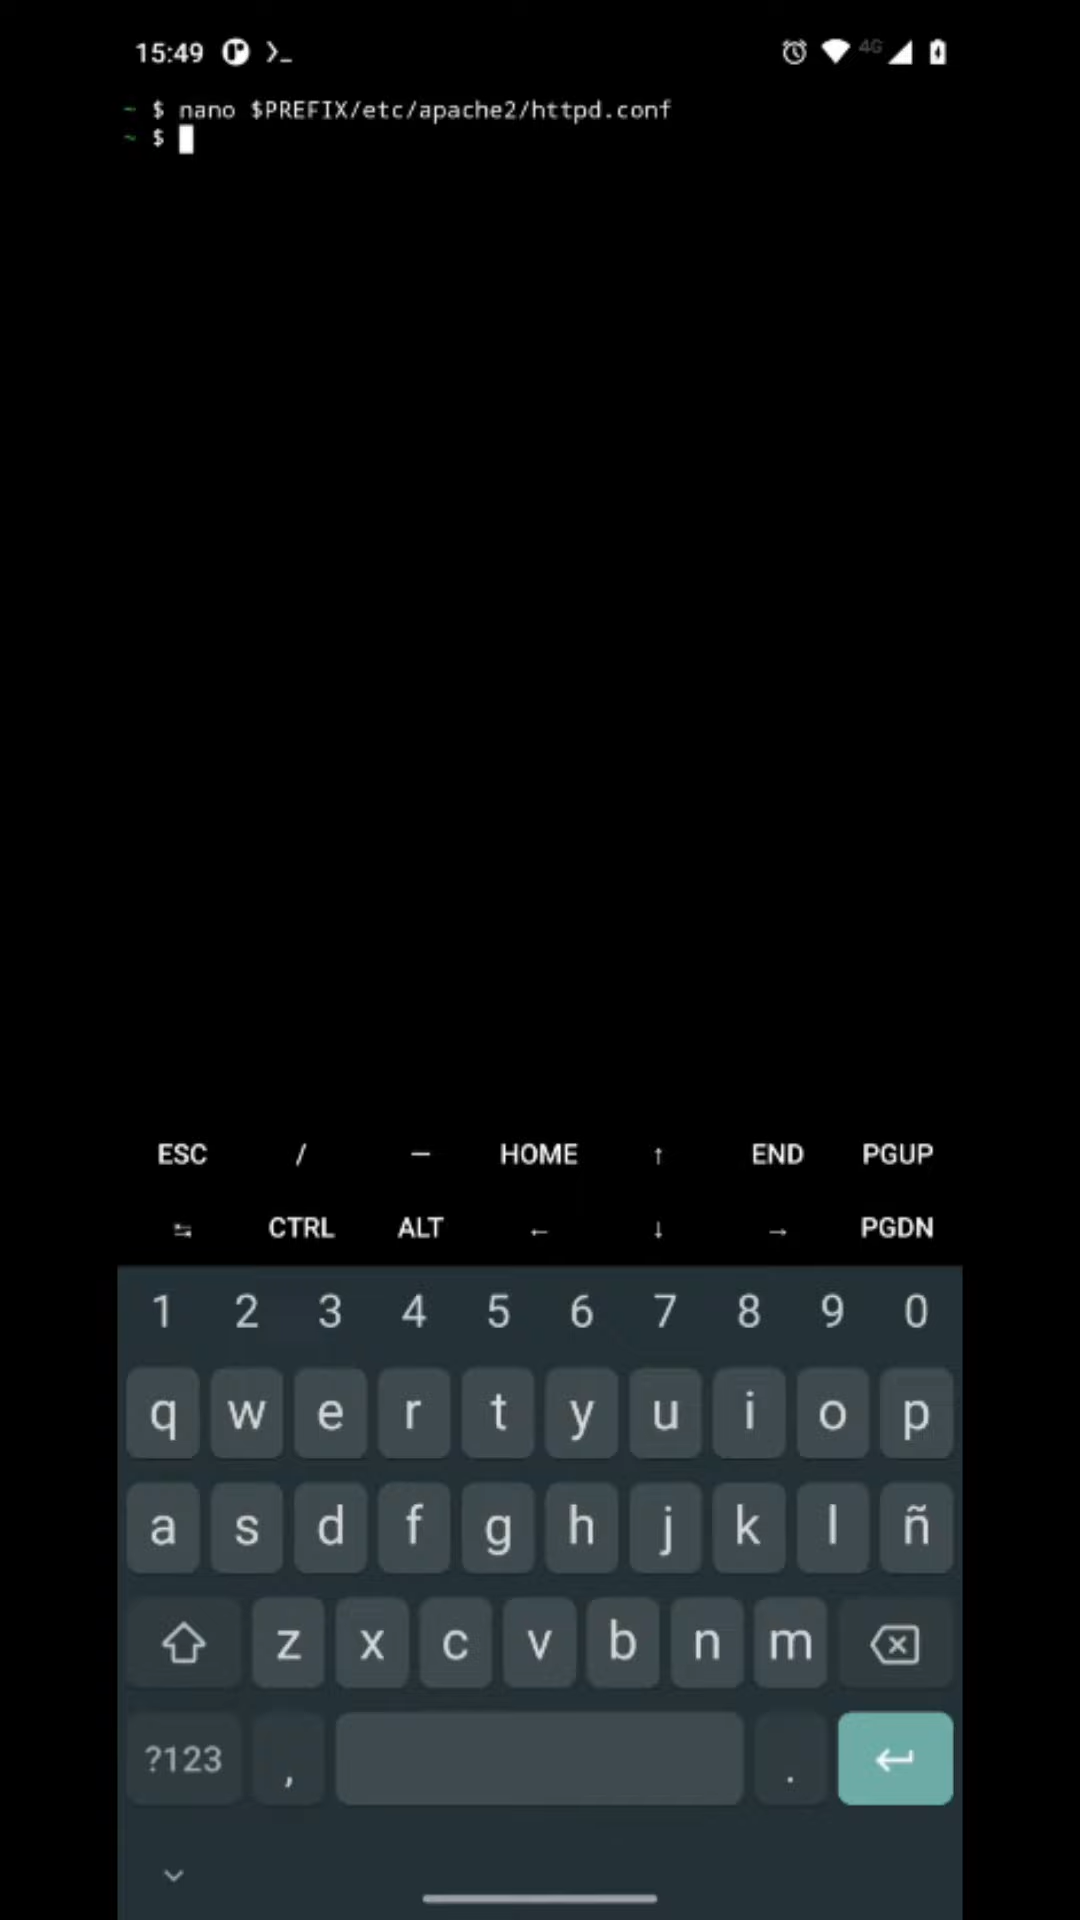 15:49 4G
~ $ nano $PREFIX/etc/apache2/httpd.conf
~ $
ESC / — HOME ↑ END PGUP
⇆ CTRL ALT ← ↓ → PGDN
1 2 3 4 5 6 7 8 9 0
q w e r t y u i o p
a s d f g h j k l ñ
z x c v b n m
?123 , .